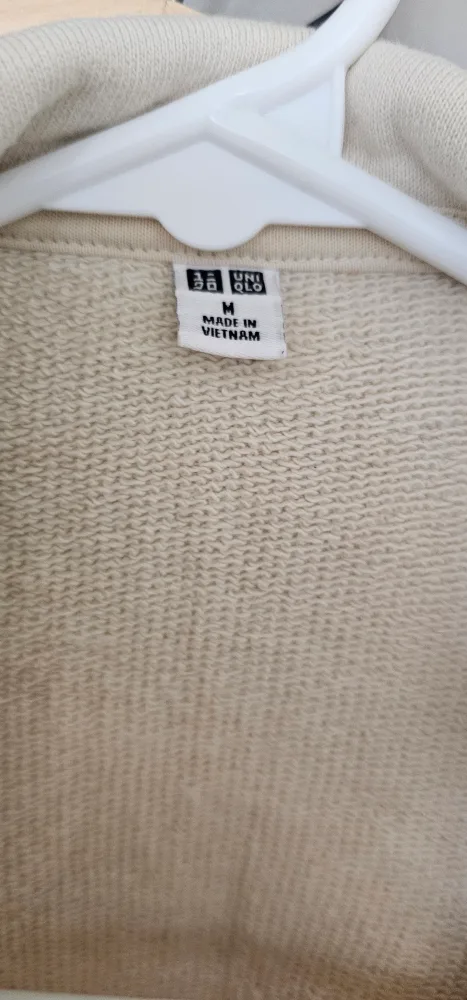 ユニ UNI
クロ QLO
M
MADE IN
VIETNAM